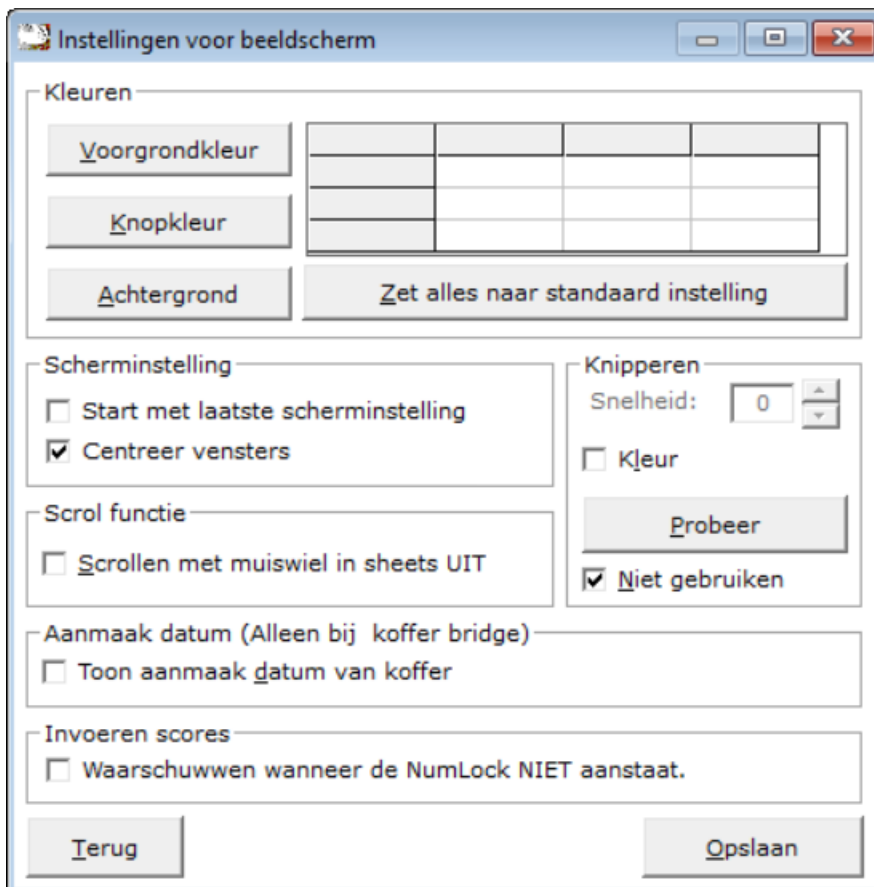 Instellingen voor beeldscherm
Kleuren
Voorgrondkleur
Knopkleur
Achtergrond
Zet alles naar standaard instelling
Scherminstelling
Start met laatste scherminstelling
Centreer vensters
Knipperen
Snelheid: 0
Kleur
Probeer
Niet gebruiken
Scrol functie
Scrollen met muiswiel in sheets UIT
Aanmaak datum (Alleen bij koffer bridge)
Toon aanmaak datum van koffer
Invoeren scores
Waarschuwwen wanneer de NumLock NIET aanstaat.
Terug
Opslaan